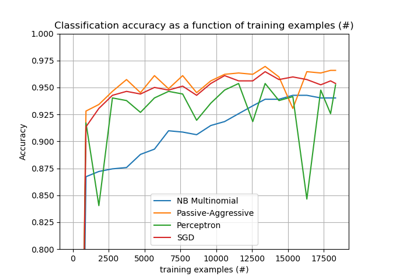 Classification accuracy as a function of training examples (#)
1.000
0.975
0.950
0.925
0.900
0.875
0.850
0.825
0.800
Accuracy
NB Multinomial
Passive-Aggressive
Perceptron
SGD
0 2500 5000 7500 10000 12500 15000 17500
training examples (#)